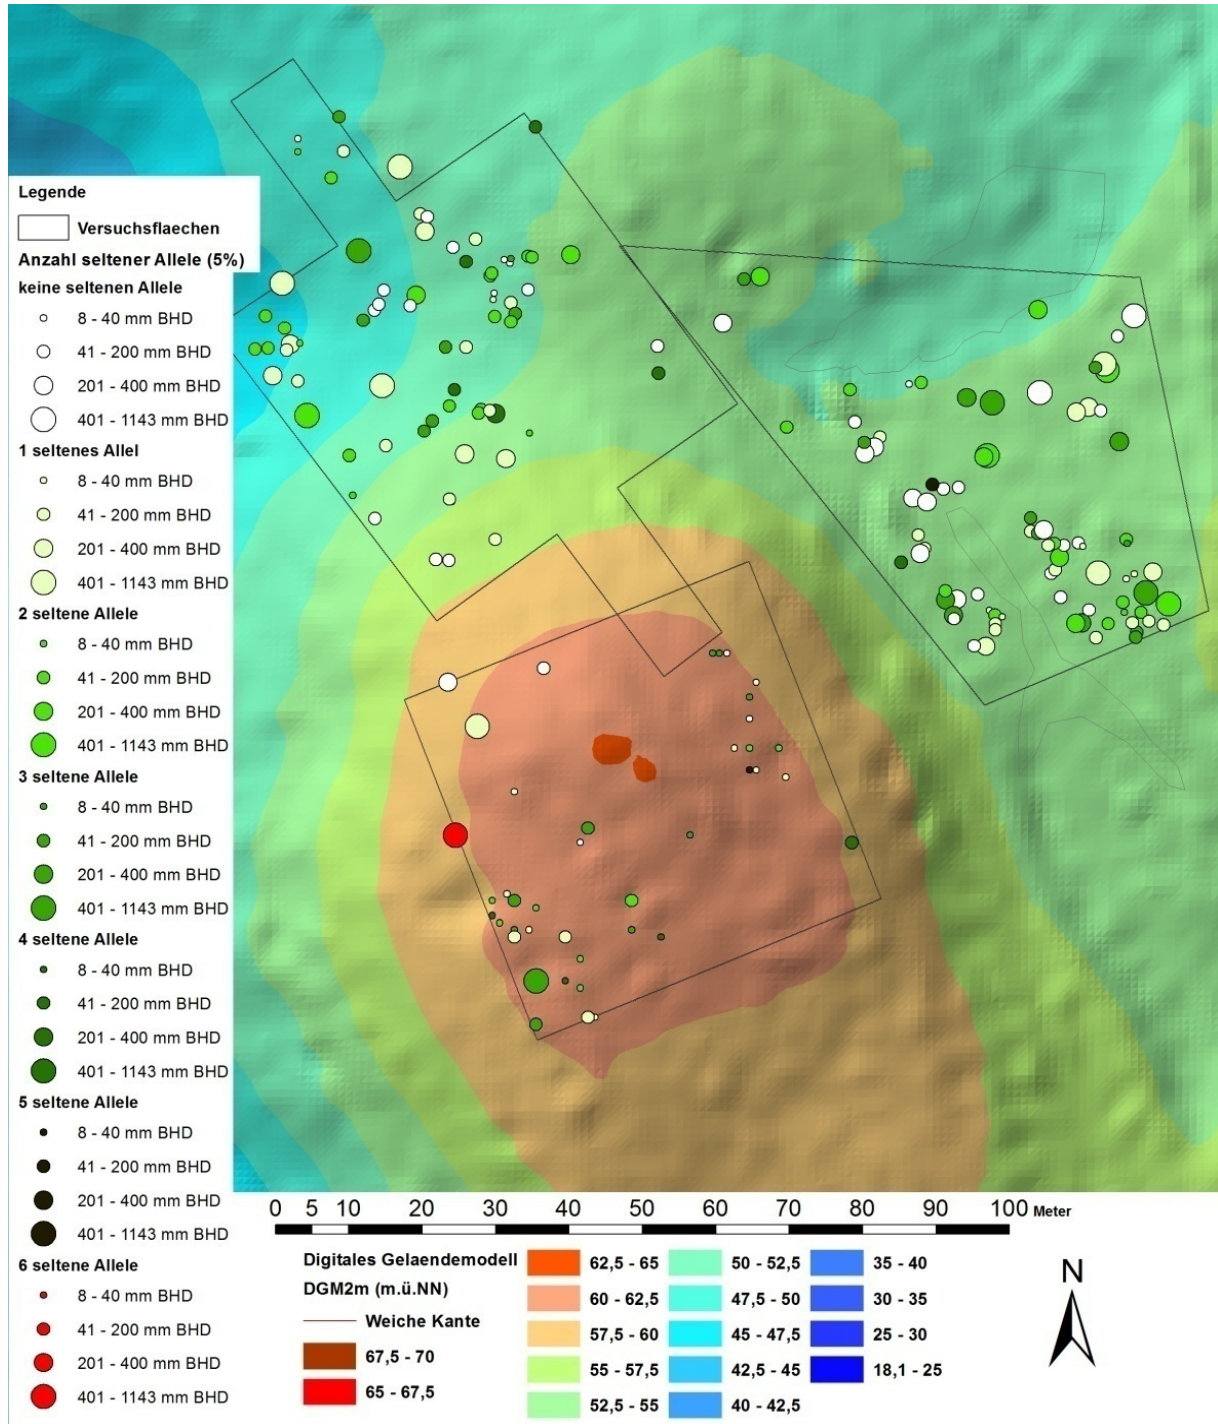 Legende
Versuchsflaechen
Anzahl seltener Allele (5%)
keine seltenen Allele
8 - 40 mm BHD
41 - 200 mm BHD
201 - 400 mm BHD
401 - 1143 mm BHD
1 seltenes Allel
8 - 40 mm BHD
41 - 200 mm BHD
201 - 400 mm BHD
401 - 1143 mm BHD
2 seltene Allele
8 - 40 mm BHD
41 - 200 mm BHD
201 - 400 mm BHD
401 - 1143 mm BHD
3 seltene Allele
8 - 40 mm BHD
41 - 200 mm BHD
201 - 400 mm BHD
401 - 1143 mm BHD
4 seltene Allele
8 - 40 mm BHD
41 - 200 mm BHD
201 - 400 mm BHD
401 - 1143 mm BHD
5 seltene Allele
8 - 40 mm BHD
41 - 200 mm BHD
201 - 400 mm BHD
401 - 1143 mm BHD
6 seltene Allele
8 - 40 mm BHD
41 - 200 mm BHD
201 - 400 mm BHD
401 - 1143 mm BHD
0 5 10 20 30 40 50 60 70 80 90 100 Meter
Digitales Gelaendemodell
DGM2m (m.ü.NN)
Weiche Kante
67,5 - 70
65 - 67,5
62,5 - 65
60 - 62,5
57,5 - 60
55 - 57,5
52,5 - 55
50 - 52,5
47,5 - 50
45 - 47,5
42,5 - 45
40 - 42,5
35 - 40
30 - 35
25 - 30
18,1 - 25
N